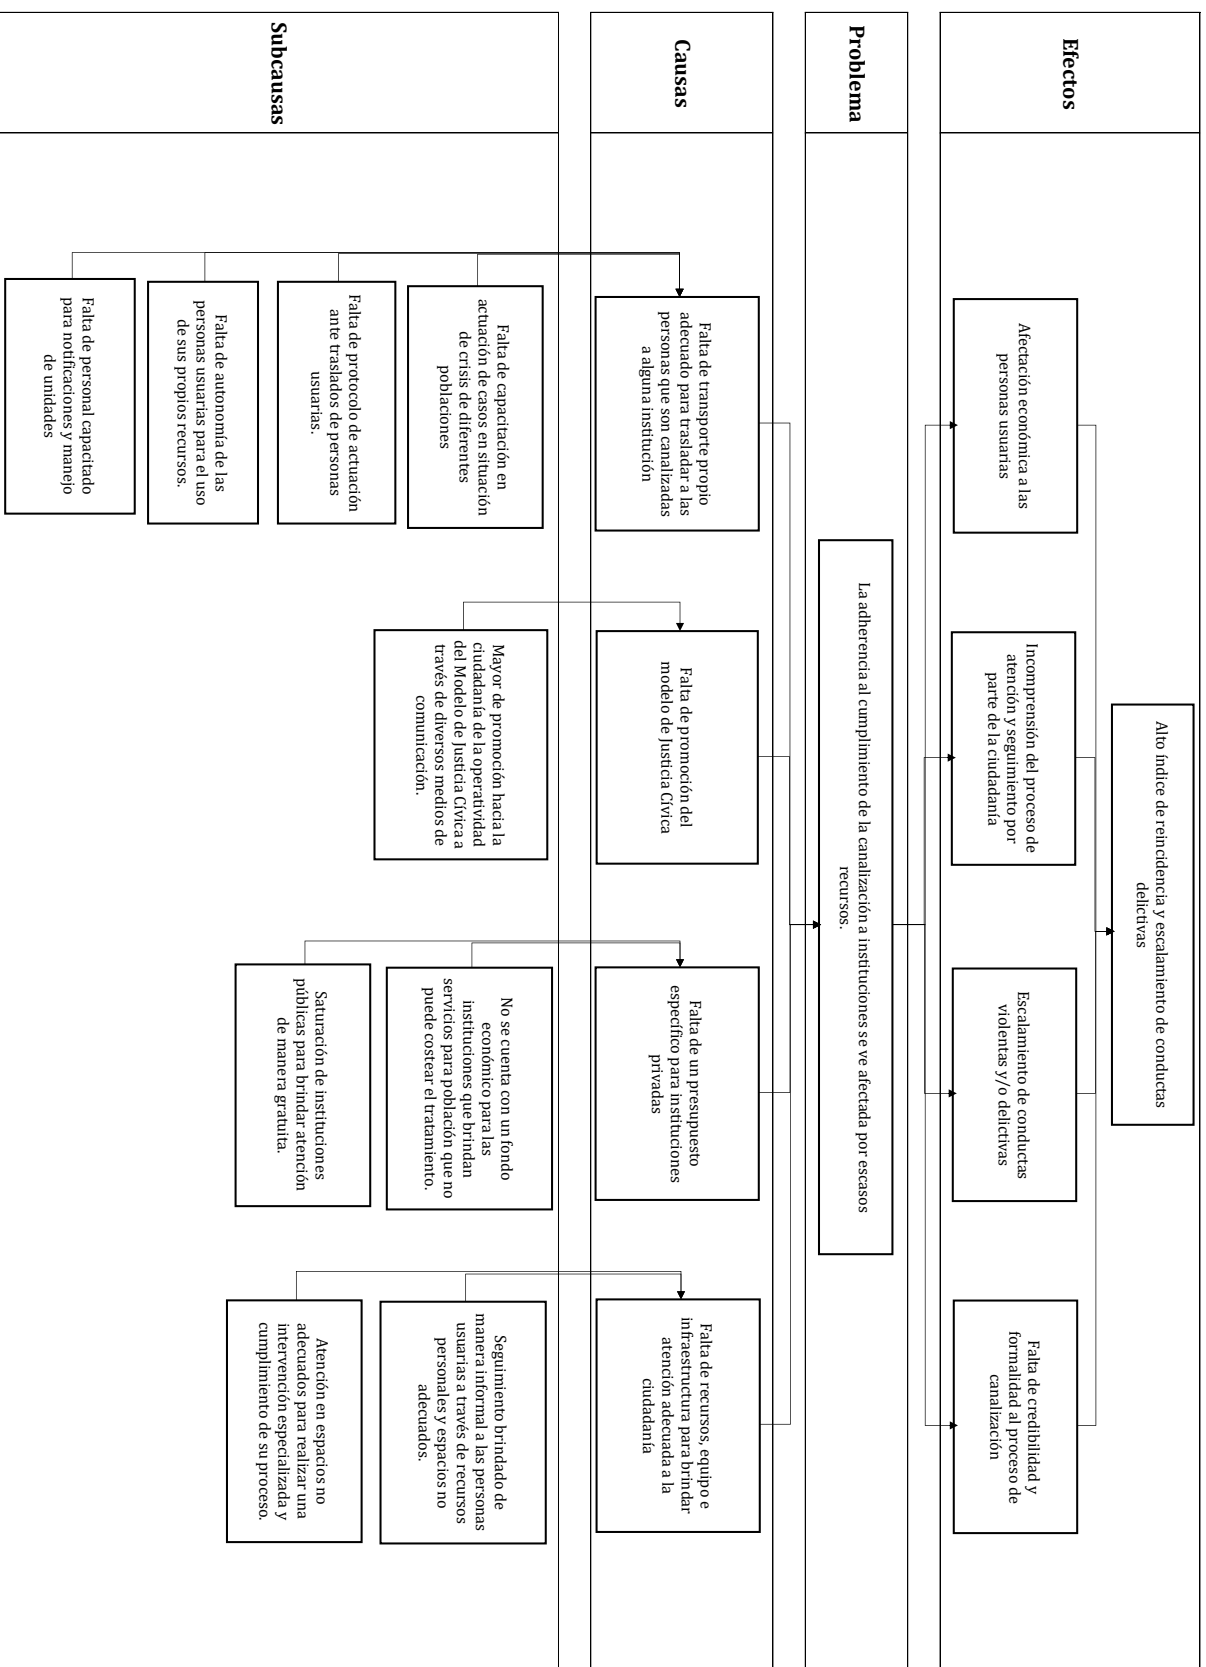 Efectos
Alto índice de reincidencia y escalamiento de conductas
delictivas
Afectación económica a las
personas usuarias
Incomprensión del proceso de
atención y seguimiento por
parte de la ciudadanía
Escalamiento de conductas
violentas y/o delictivas
Falta de credibilidad y
formalidad al proceso de
canalización
Problema
La adherencia al cumplimiento de la canalización a instituciones se ve afectada por escasos
recursos.
Causas
Falta de transporte propio
adecuado para trasladar a las
personas que son canalizadas
a alguna institución
Falta de promoción del
modelo de Justicia Cívica
Falta de un presupuesto
específico para instituciones
privadas
Falta de recursos, equipo e
infraestructura para brindar
atención adecuada a la
ciudadanía
Subcausas
Falta de capacitación en
actuación de casos en situación
de crisis de diferentes
poblaciones
Falta de protocolo de actuación
ante traslados de personas
usuarias.
Falta de autonomía de las
personas usuarias para el uso
de sus propios recursos.
Falta de personal capacitado
para notificaciones y manejo
de unidades
Mayor de promoción hacia la
ciudadanía de la operatividad
del Modelo de Justicia Cívica a
través de diversos medios de
comunicación.
No se cuenta con un fondo
económico para las
instituciones que brindan
servicios para población que no
puede costear el tratamiento.
Saturación de instituciones
públicas para brindar atención
de manera gratuita.
Seguimiento brindado de
manera informal a las personas
usuarias a través de recursos
personales y espacios no
adecuados.
Atención en espacios no
adecuados para realizar una
intervención especializada y
cumplimiento de su proceso.